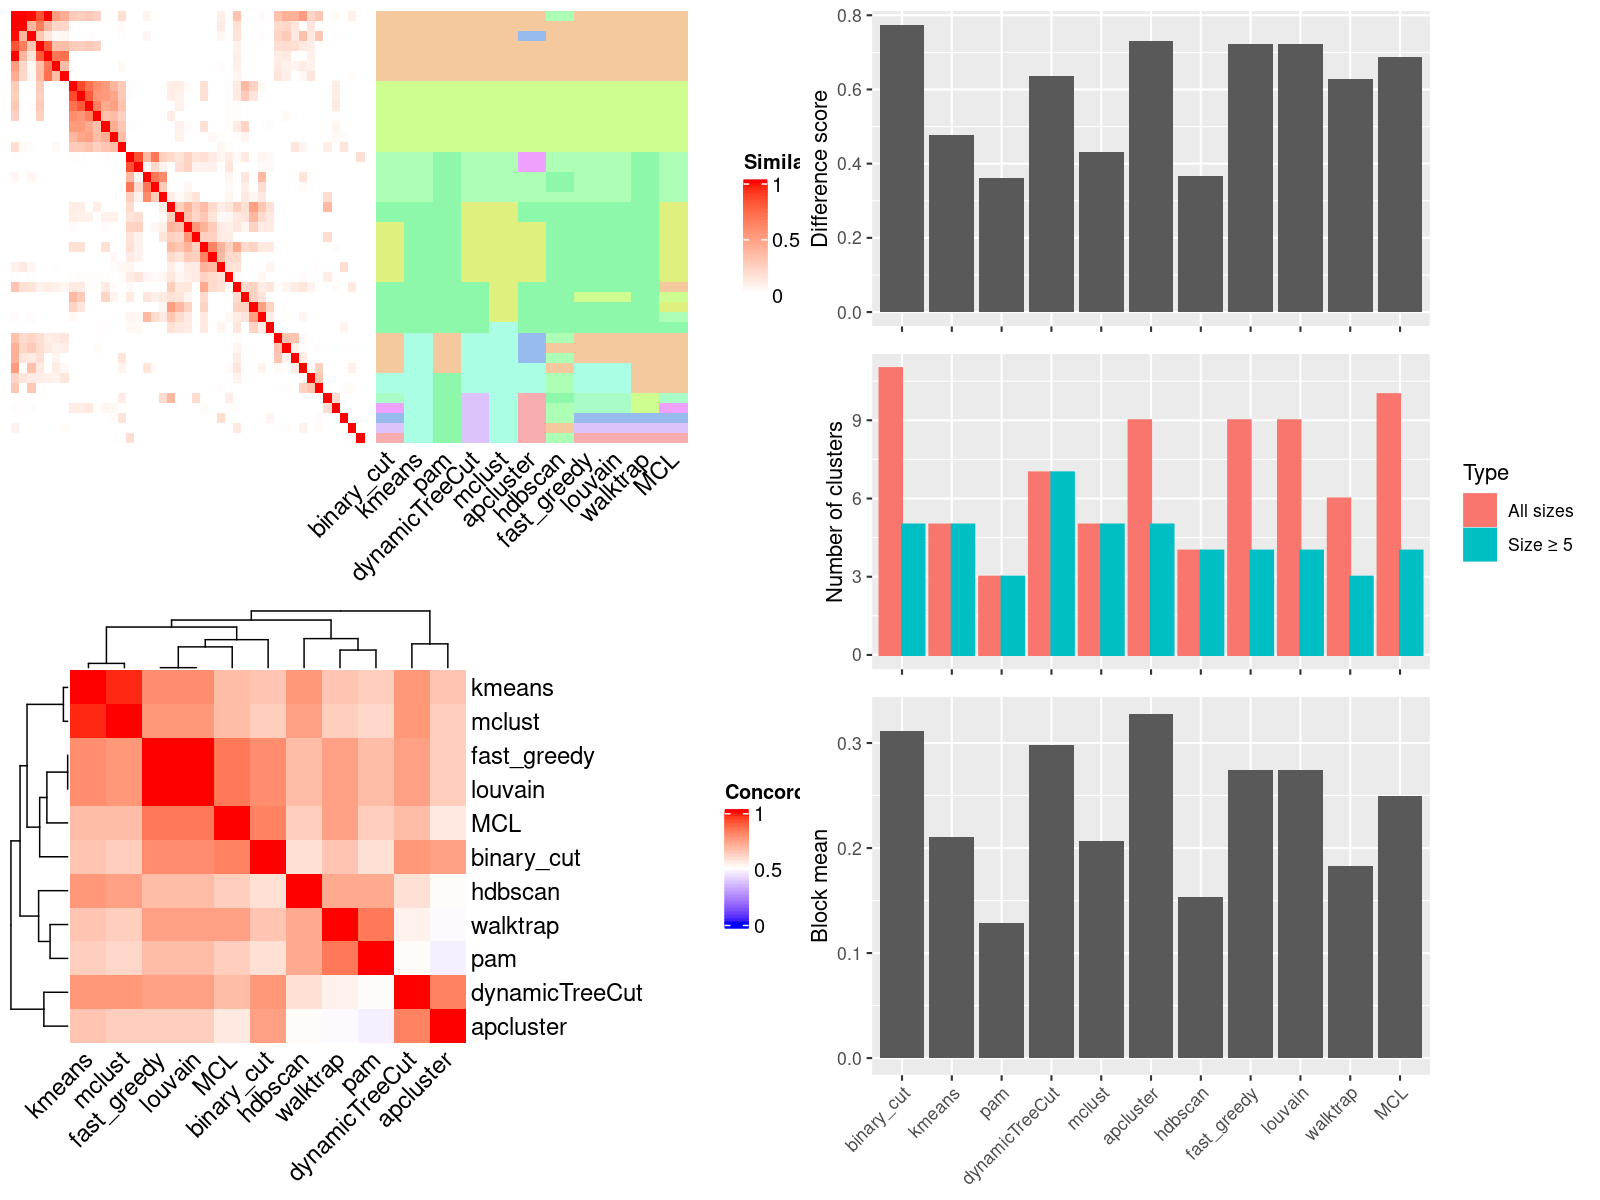 Simila
1
0.5
0
binary_cut
kmeans
pam
dynamicTreeCut
mclust
apcluster
hdbscan
fast_greedy
louvain
walktrap
MCL
kmeans
mclust
fast_greedy
louvain
MCL
binary_cut
hdbscan
walktrap
pam
dynamicTreeCut
apcluster
kmeans
mclust
fast_greedy
louvain
MCL
binary_cut
hdbscan
walktrap
pam
dynamicTreeCut
apcluster
Concord
1
0.5
0
Difference score
0.8
0.6
0.4
0.2
0.0
Number of clusters
9
6
3
0
Type
All sizes
Size ≥ 5
Block mean
0.3
0.2
0.1
0.0
binary_cut
kmeans
pam
dynamicTreeCut
mclust
apcluster
hdbscan
fast_greedy
louvain
walktrap
MCL